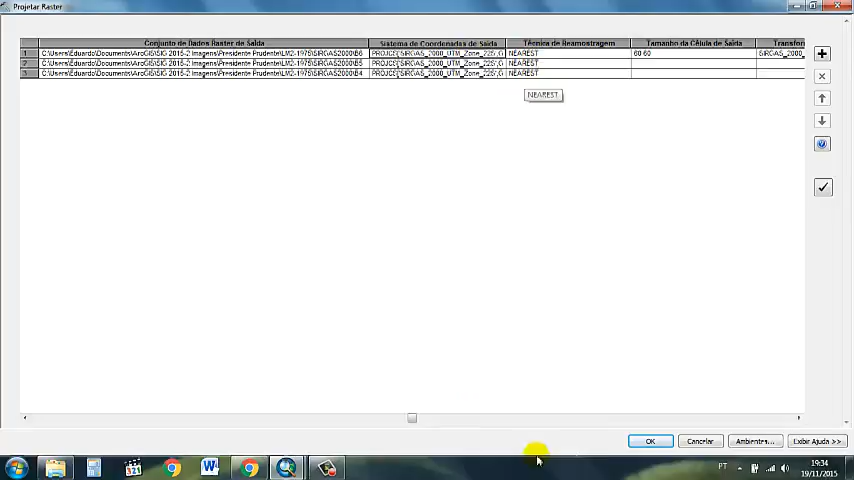 Projetar Raster
Conjunto de Dados Raster de Saída Sistema de Coordenadas de Saída Técnica de Reamostragem Tamanho da Célula de Saída Transfor
1 C:\Users\Eduardo\Documents\ArcGIS\SIG 2015-2\Imagens\Presidente Prudente\LM2-1975\SIRGAS2000\B6 PROJCS['SIRGAS_2000_UTM_Zone_22S',G NEAREST 60 60 SIRGAS_2000_
2 C:\Users\Eduardo\Documents\ArcGIS\SIG 2015-2\Imagens\Presidente Prudente\LM2-1975\SIRGAS2000\B5 PROJCS['SIRGAS_2000_UTM_Zone_22S',G NEAREST
3 C:\Users\Eduardo\Documents\ArcGIS\SIG 2015-2\Imagens\Presidente Prudente\LM2-1975\SIRGAS2000\B4 PROJCS['SIRGAS_2000_UTM_Zone_22S',G NEAREST
NEAREST
OK Cancelar Ambientes... Exibir Ajuda >>
321 W PT 19:34
19/11/2015